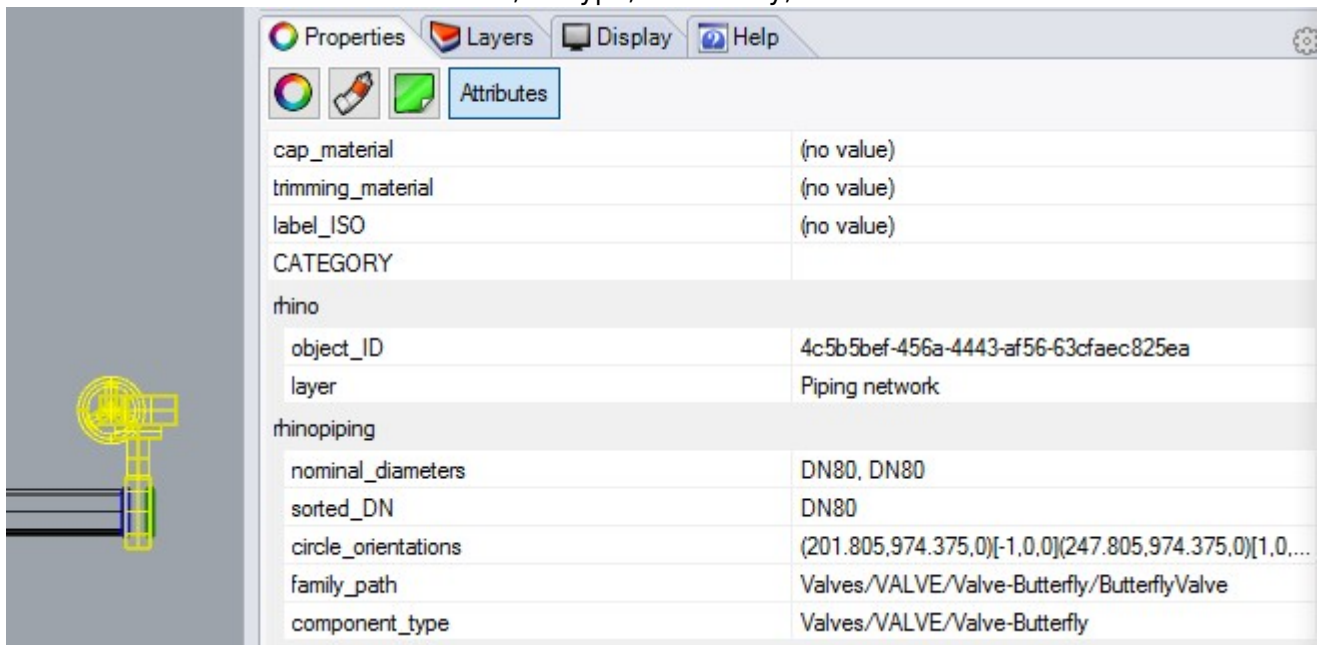 Properties Layers Display Help
Attributes
cap_material (no value)
trimming_material (no value)
label_ISO (no value)
CATEGORY
rhino
object_ID 4c5b5bef-456a-4443-af56-63cfaec825ea
layer Piping network
rhinopiping
nominal_diameters DN80, DN80
sorted_DN DN80
circle_orientations (201.805,974.375,0)[-1,0,0](247.805,974.375,0)[1,0,...
family_path Valves/VALVE/Valve-Butterfly/ButterflyValve
component_type Valves/VALVE/Valve-Butterfly